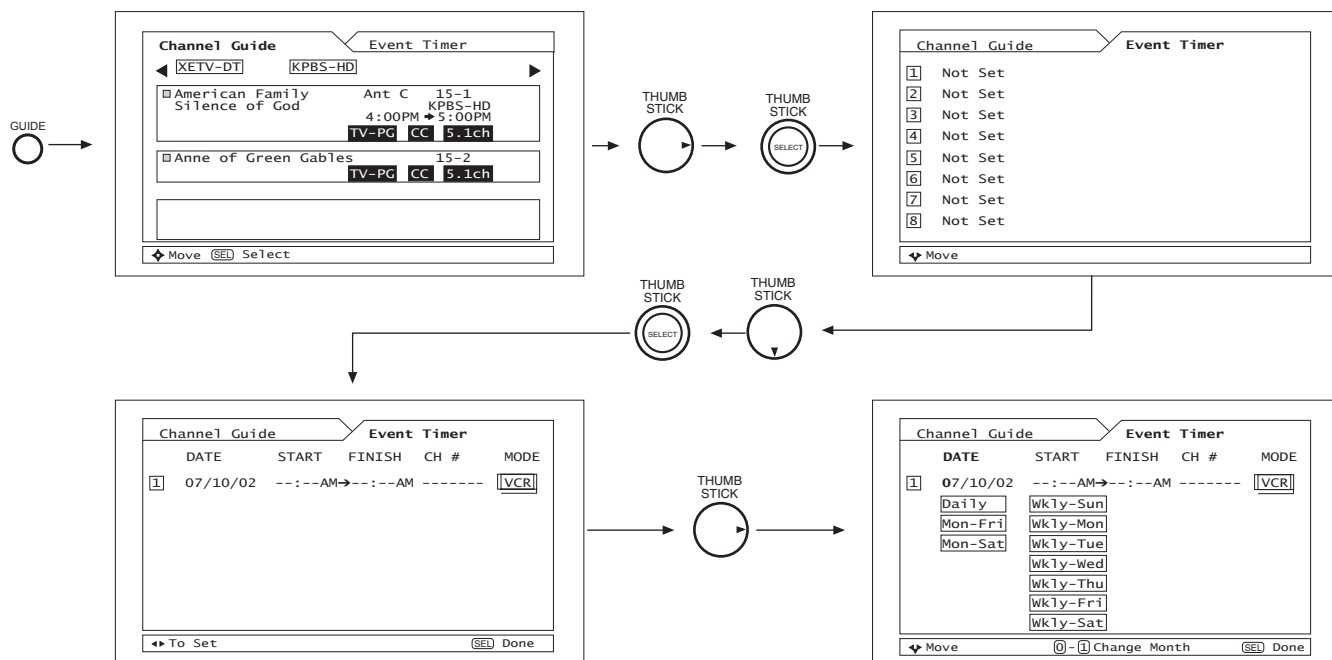 GUIDE
Channel Guide Event Timer
XETV-DT KPBS-HD
American Family Ant C 15-1
Silence of God KPBS-HD
4:00PM ➔ 5:00PM
TV-PG CC 5.1ch
Anne of Green Gables 15-2
TV-PG CC 5.1ch
Move SEL Select
THUMB
STICK
THUMB
STICK
SELECT
Channel Guide Event Timer
1 Not Set
2 Not Set
3 Not Set
4 Not Set
5 Not Set
6 Not Set
7 Not Set
8 Not Set
Move
THUMB
STICK
SELECT
THUMB
STICK
Channel Guide Event Timer
DATE START FINISH CH # MODE
1 07/10/02 --:--AM➔--:--AM ------- VCR
To Set SEL Done
THUMB
STICK
Channel Guide Event Timer
DATE START FINISH CH # MODE
1 07/10/02 --:--AM➔--:--AM ------- VCR
Daily Wkly-Sun
Mon-Fri Wkly-Mon
Mon-Sat Wkly-Tue
Wkly-Wed
Wkly-Thu
Wkly-Fri
Wkly-Sat
Move 0-1 Change Month SEL Done